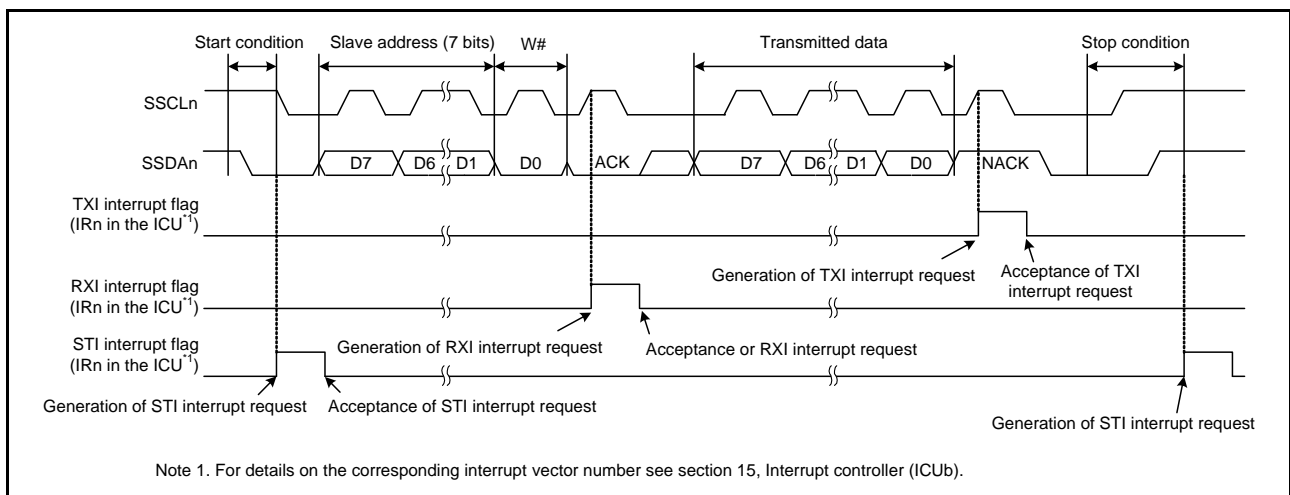 Start condition Slave address (7 bits) W# Transmitted data Stop condition
SSCLn
SSDAn D7 D6 D1 D0 ACK D7 D6 D1 D0 NACK
TXI interrupt flag
(IRn in the ICU*1)
Generation of TXI interrupt request
Acceptance of TXI
interrupt request
RXI interrupt flag
(IRn in the ICU*1)
Generation of RXI interrupt request
Acceptance or RXI interrupt request
STI interrupt flag
(IRn in the ICU*1)
Generation of STI interrupt request
Acceptance of STI interrupt request
Generation of STI interrupt request
Note 1. For details on the corresponding interrupt vector number see section 15, Interrupt controller (ICUb).